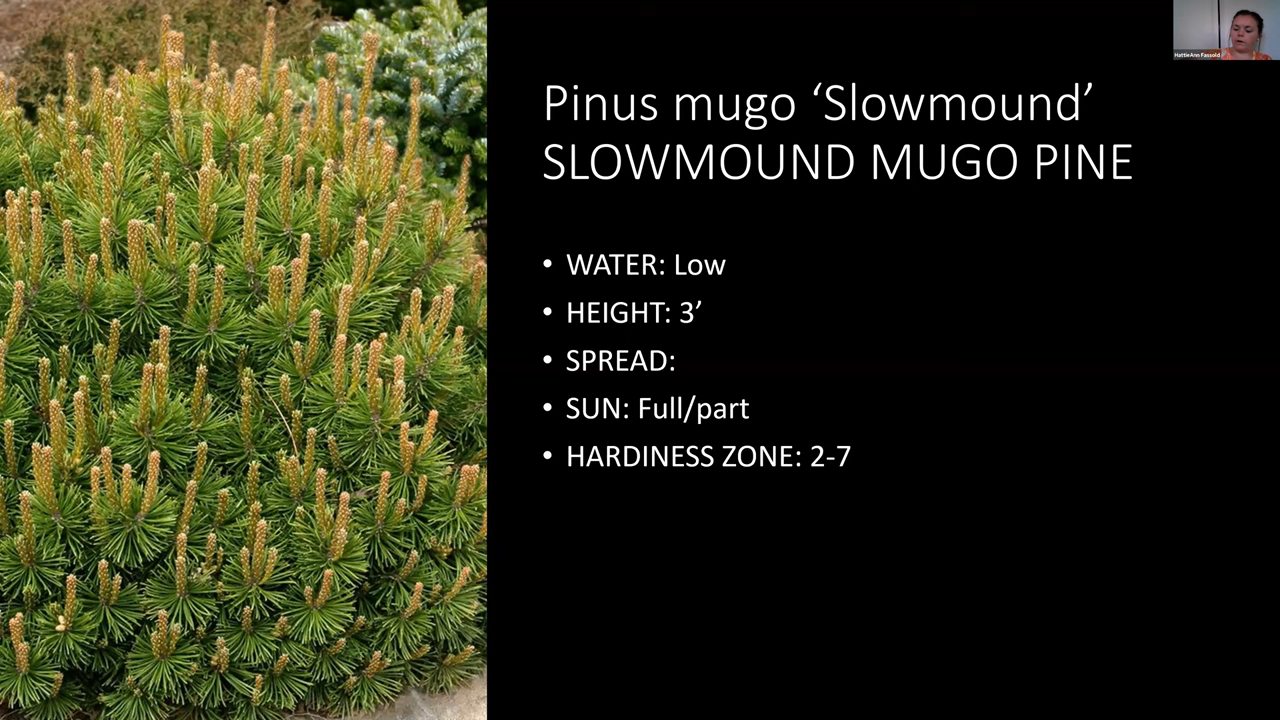 HattieAnn Fassold
Pinus mugo ‘Slowmound’
SLOWMOUND MUGO PINE
• WATER: Low
• HEIGHT: 3’
• SPREAD:
• SUN: Full/part
• HARDINESS ZONE: 2-7